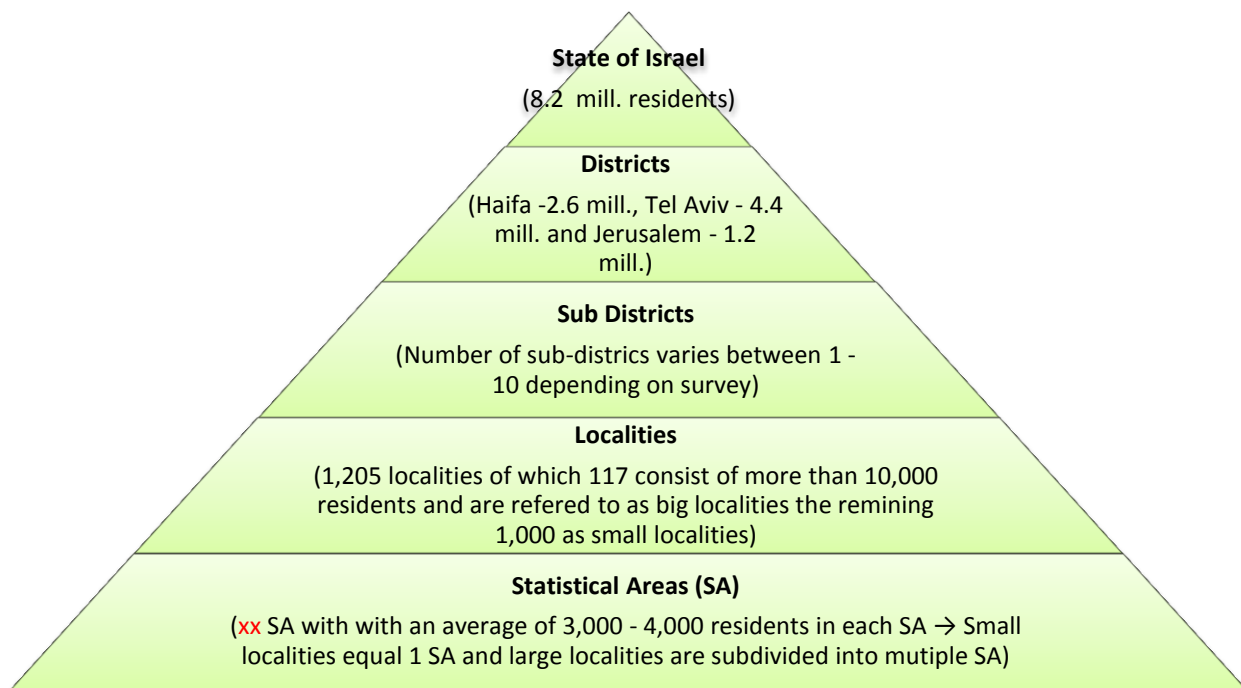 State of Israel
(8.2 mill. residents)
Districts
(Haifa -2.6 mill., Tel Aviv - 4.4
mill. and Jerusalem - 1.2
mill.)
Sub Districts
(Number of sub-districs varies between 1 -
10 depending on survey)
Localities
(1,205 localities of which 117 consist of more than 10,000
residents and are refered to as big localities the remining
1,000 as small localities)
Statistical Areas (SA)
(xx SA with with an average of 3,000 - 4,000 residents in each SA → Small
localities equal 1 SA and large localities are subdivided into mutiple SA)